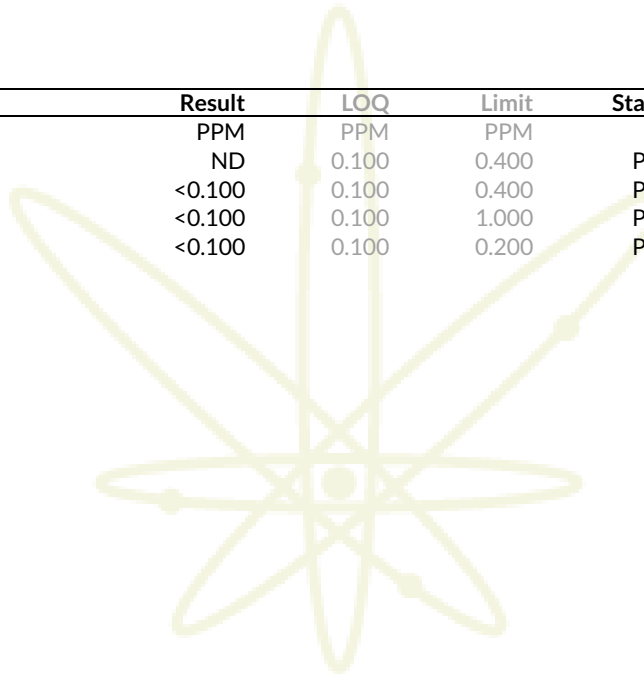 Result LOQ Limit Sta
PPM PPM PPM
ND 0.100 0.400 P
<0.100 0.100 0.400 P
<0.100 0.100 1.000 P
<0.100 0.100 0.200 P